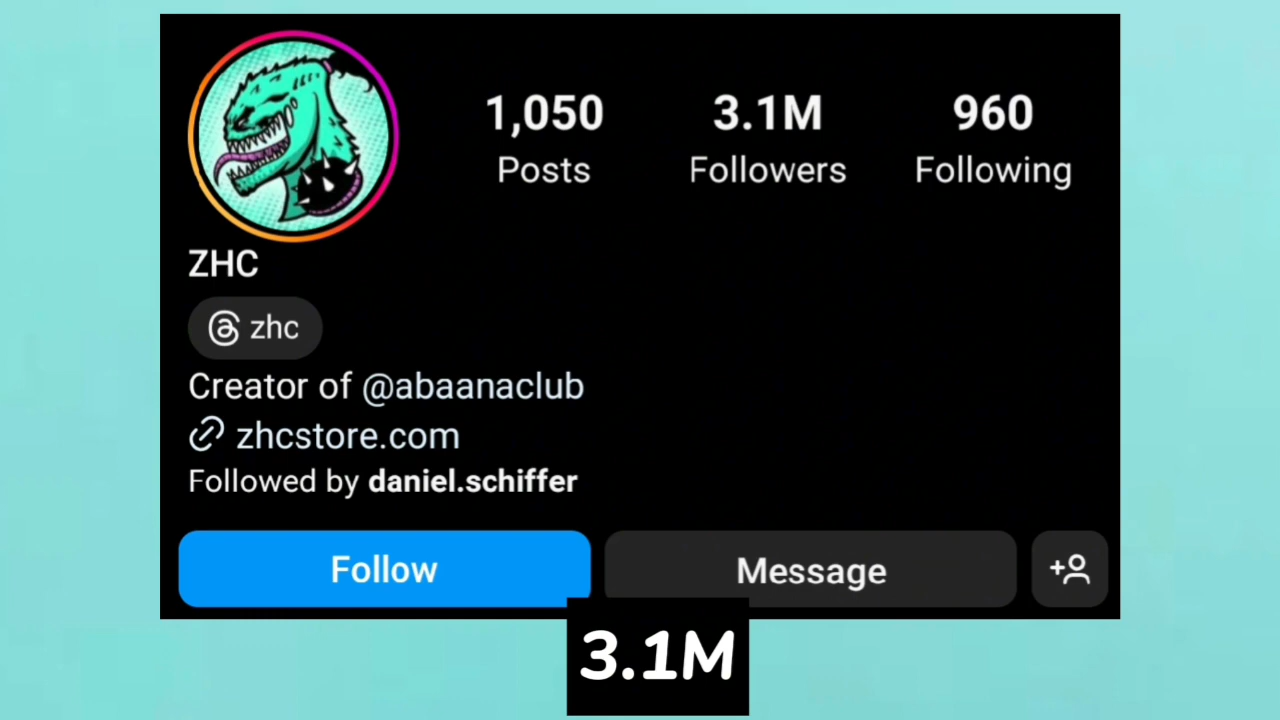 1,050 3.1M 960
Posts Followers Following
ZHC
zhc
Creator of @abaanaclub
zhcstore.com
Followed by daniel.schiffer
Follow Message
3.1M